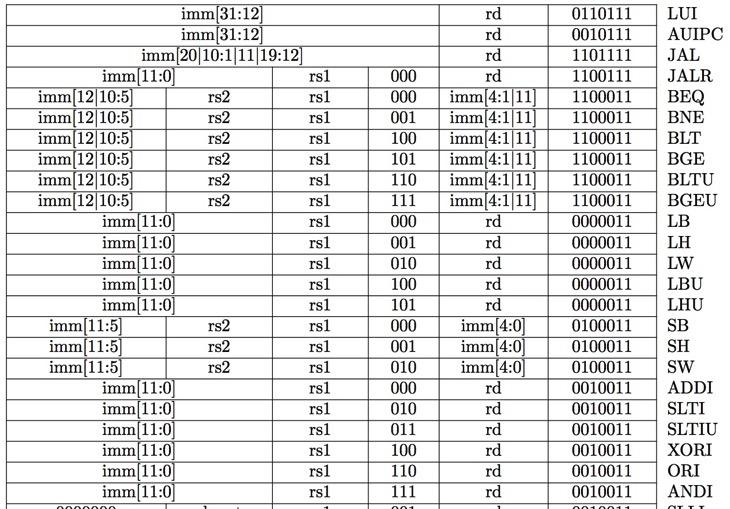 imm[31:12] rd 0110111 LUI
imm[31:12] rd 0010111 AUIPC
imm[20|10:1|11|19:12] rd 1101111 JAL
imm[11:0] rs1 000 rd 1100111 JALR
imm[12|10:5] rs2 rs1 000 imm[4:1|11] 1100011 BEQ
imm[12|10:5] rs2 rs1 001 imm[4:1|11] 1100011 BNE
imm[12|10:5] rs2 rs1 100 imm[4:1|11] 1100011 BLT
imm[12|10:5] rs2 rs1 101 imm[4:1|11] 1100011 BGE
imm[12|10:5] rs2 rs1 110 imm[4:1|11] 1100011 BLTU
imm[12|10:5] rs2 rs1 111 imm[4:1|11] 1100011 BGEU
imm[11:0] rs1 000 rd 0000011 LB
imm[11:0] rs1 001 rd 0000011 LH
imm[11:0] rs1 010 rd 0000011 LW
imm[11:0] rs1 100 rd 0000011 LBU
imm[11:0] rs1 101 rd 0000011 LHU
imm[11:5] rs2 rs1 000 imm[4:0] 0100011 SB
imm[11:5] rs2 rs1 001 imm[4:0] 0100011 SH
imm[11:5] rs2 rs1 010 imm[4:0] 0100011 SW
imm[11:0] rs1 000 rd 0010011 ADDI
imm[11:0] rs1 010 rd 0010011 SLTI
imm[11:0] rs1 011 rd 0010011 SLTIU
imm[11:0] rs1 100 rd 0010011 XORI
imm[11:0] rs1 110 rd 0010011 ORI
imm[11:0] rs1 111 rd 0010011 ANDI